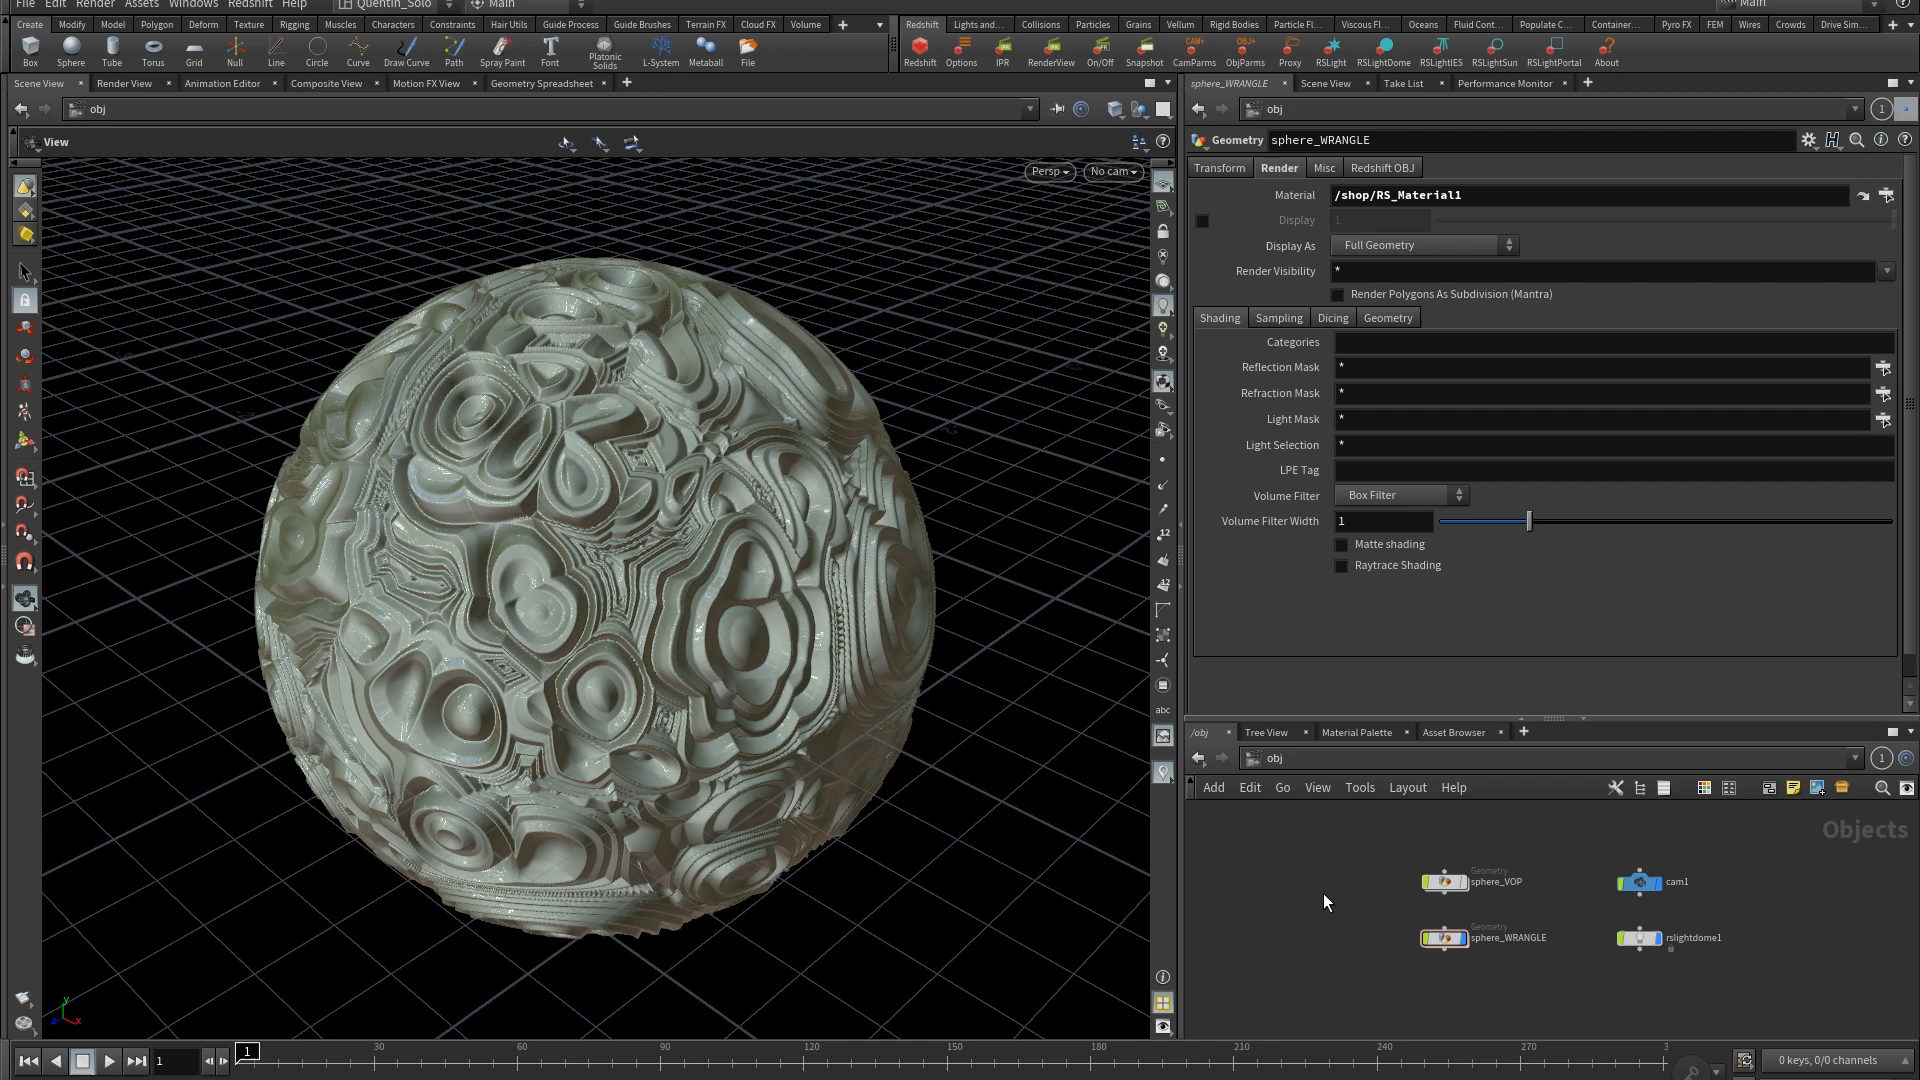 File Edit Render Assets Windows Redshift Help Quentin_Solo Main Main
Create Modify Model Polygon Deform Texture Rigging Muscles Characters Constraints Hair Utils Guide Process Guide Brushes Terrain FX Cloud FX Volume
Redshift Lights and... Collisions Particles Grains Vellum Rigid Bodies Particle Fl... Viscous Fl... Oceans Fluid Cont... Populate C... Container... Pyro FX FEM Wires Crowds Drive Sim...
Box Sphere Tube Torus Grid Null Line Circle Curve Draw Curve Path Spray Paint Font Platonic Solids L-System Metaball File
Redshift Options IPR RenderView On/Off Snapshot CamParms ObjParms Proxy RSLight RSLightDome RSLightIES RSLightSun RSLightPortal About
Scene View Render View Animation Editor Composite View Motion FX View Geometry Spreadsheet
obj
View
Persp No cam
12
12
abc
y
x
sphere_WRANGLE Scene View Take List Performance Monitor
obj 1
Geometry sphere_WRANGLE
Transform Render Misc Redshift OBJ
Material /shop/RS_Material1
Display 1
Display As Full Geometry
Render Visibility *
Render Polygons As Subdivision (Mantra)
Shading Sampling Dicing Geometry
Categories
Reflection Mask *
Refraction Mask *
Light Mask *
Light Selection *
LPE Tag
Volume Filter Box Filter
Volume Filter Width 1
Matte shading
Raytrace Shading
/obj Tree View Material Palette Asset Browser
obj 1
Add Edit Go View Tools Layout Help
Objects
Geometry
sphere_VOP
cam1
Geometry
sphere_WRANGLE
rslightdome1
1 1 30 60 90 120 150 180 210 240 270 3
0 keys, 0/0 channels